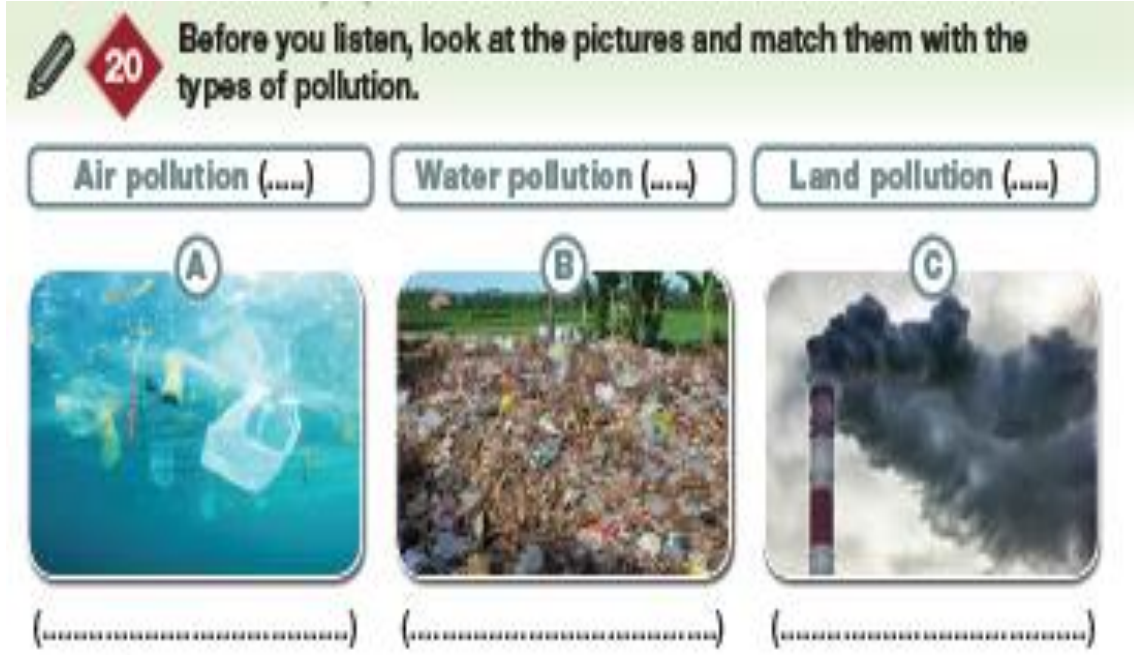 20
Before you listen, look at the pictures and match them with the
types of pollution.
Air pollution (.....)
Water pollution (.....)
Land pollution (.....)
A
B
C
(.................................)
(.................................)
(.................................)